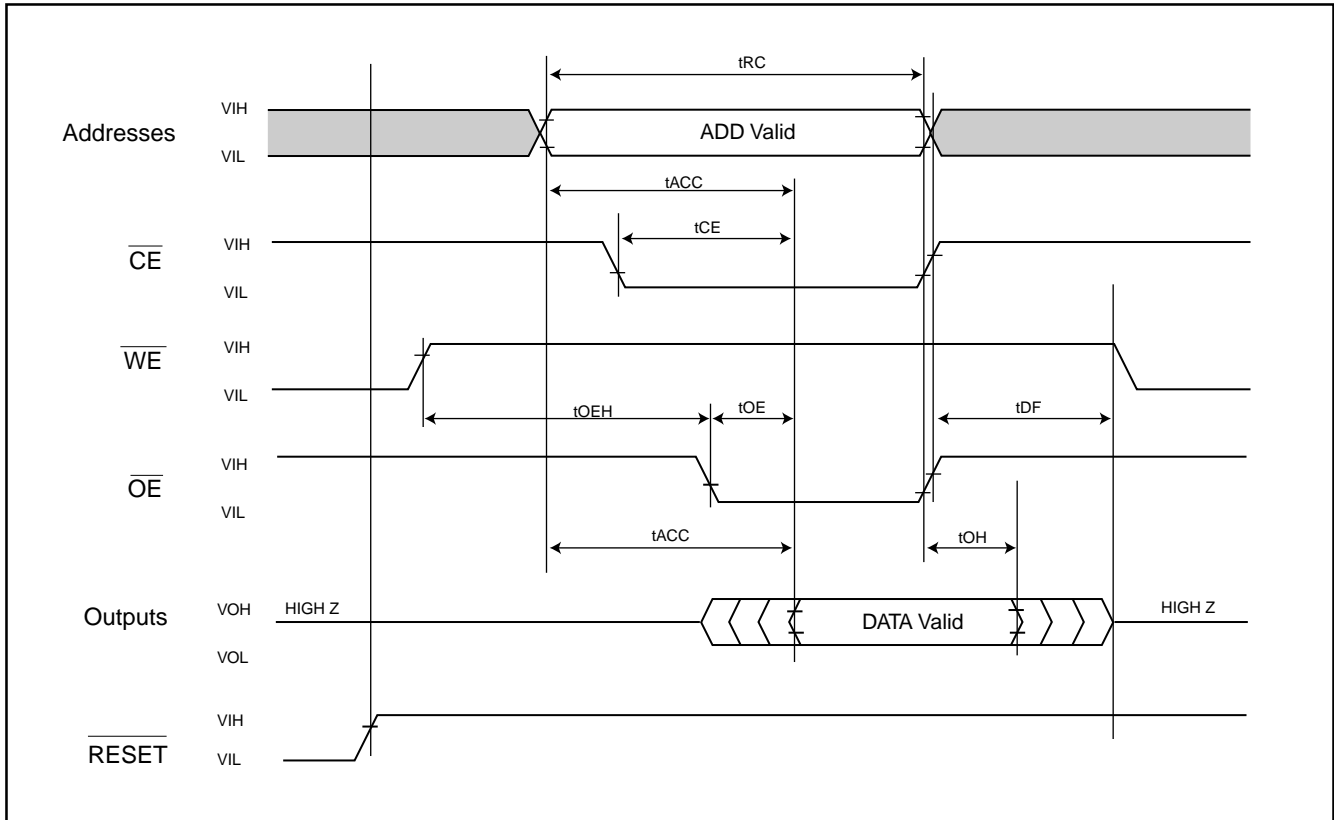 tRC
VIH
Addresses
ADD Valid
VIL
tACC
tCE
VIH
CE
VIL
VIH
WE
VIL
tOEH
tOE
tDF
VIH
OE
VIL
tACC
tOH
Outputs
VOH
HIGH Z
DATA Valid
HIGH Z
VOL
VIH
RESET
VIL